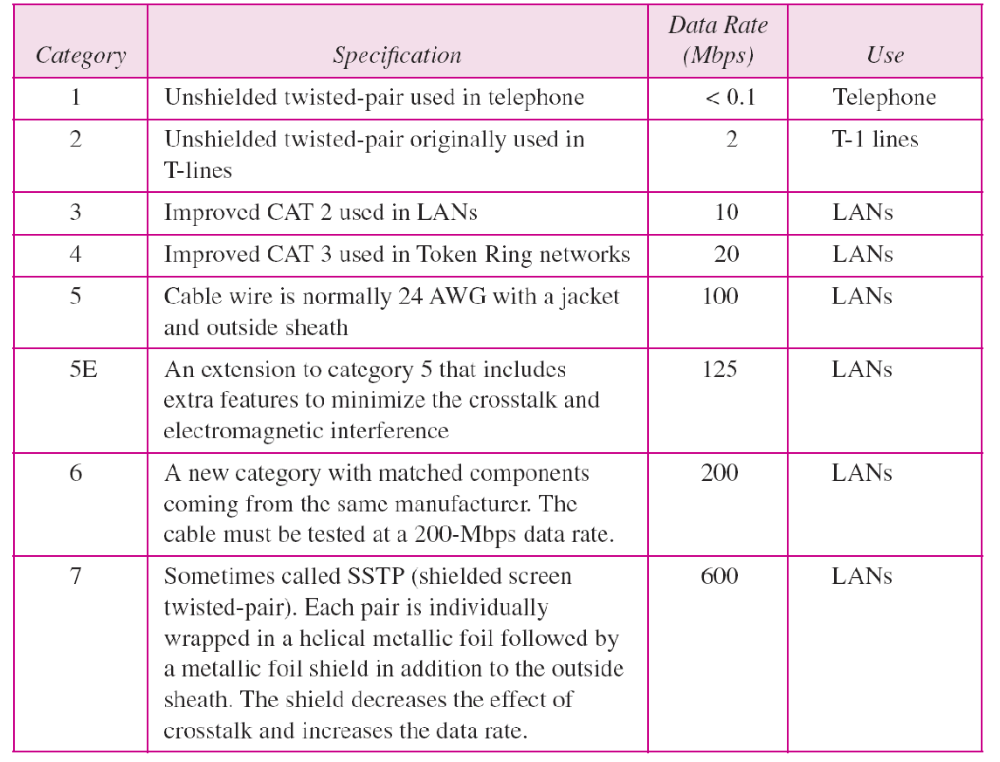 Data Rate
Category Specification (Mbps) Use
1 Unshielded twisted-pair used in telephone < 0.1 Telephone
2 Unshielded twisted-pair originally used in 2 T-1 lines
T-lines
3 Improved CAT 2 used in LANs 10 LANs
4 Improved CAT 3 used in Token Ring networks 20 LANs
5 Cable wire is normally 24 AWG with a jacket 100 LANs
and outside sheath
5E An extension to category 5 that includes 125 LANs
extra features to minimize the crosstalk and
electromagnetic interference
6 A new category with matched components 200 LANs
coming from the same manufacturer. The
cable must be tested at a 200-Mbps data rate.
7 Sometimes called SSTP (shielded screen 600 LANs
twisted-pair). Each pair is individually
wrapped in a helical metallic foil followed by
a metallic foil shield in addition to the outside
sheath. The shield decreases the effect of
crosstalk and increases the data rate.